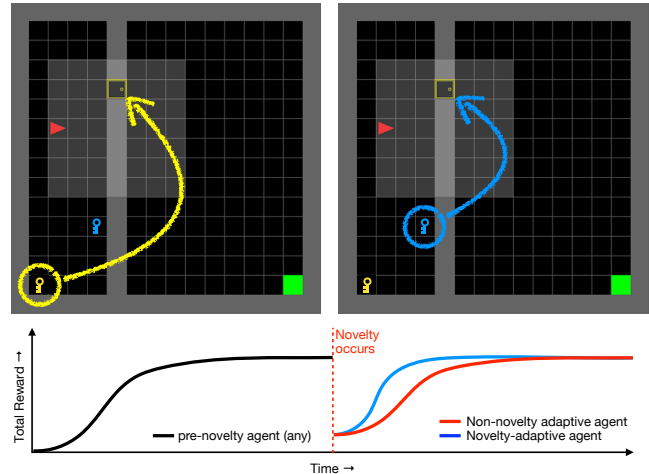 Novelty
occurs
Total Reward →
pre-novelty agent (any)
Non-novelty adaptive agent
Novelty-adaptive agent
Time →